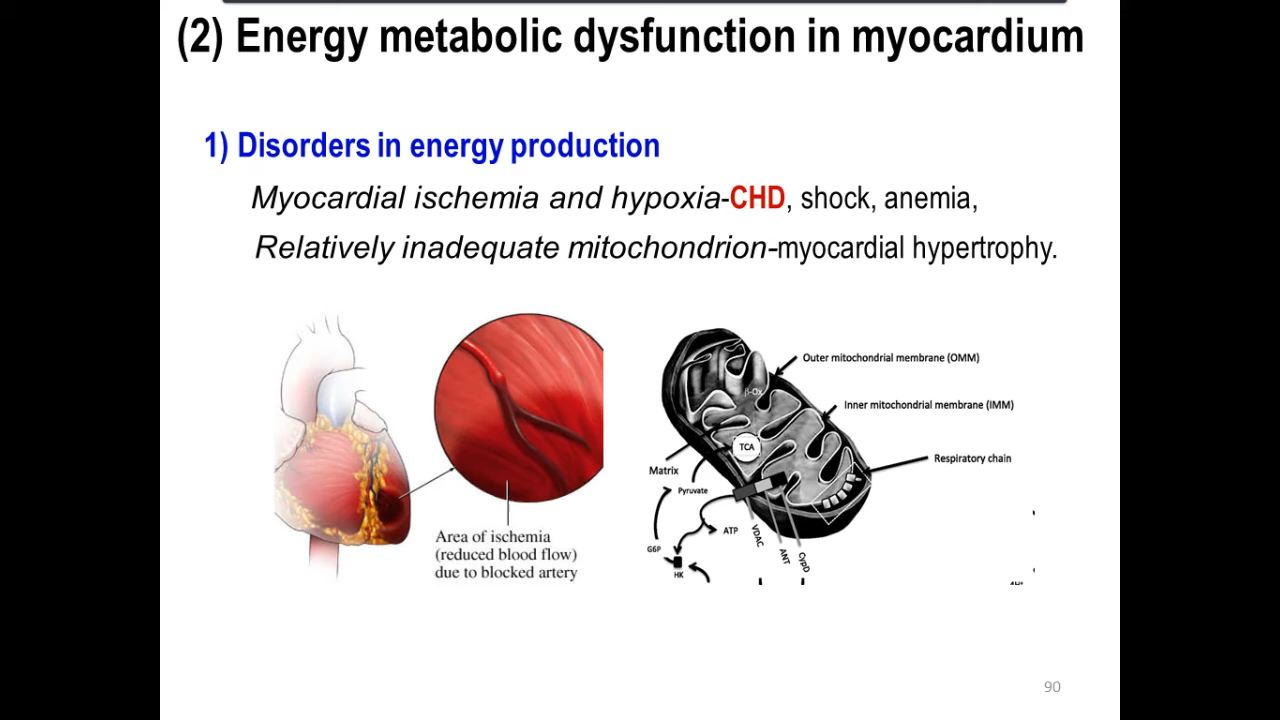 (2) Energy metabolic dysfunction in myocardium
1) Disorders in energy production
Myocardial ischemia and hypoxia-CHD, shock, anemia,
Relatively inadequate mitochondrion-myocardial hypertrophy.
Area of ischemia
(reduced blood flow)
due to blocked artery
Outer mitochondrial membrane (OMM)
β-Ox
Inner mitochondrial membrane (IMM)
TCA
Respiratory chain
Matrix
Pyruvate
ATP
VDAC
ANT
CypD
G6P
HK
90